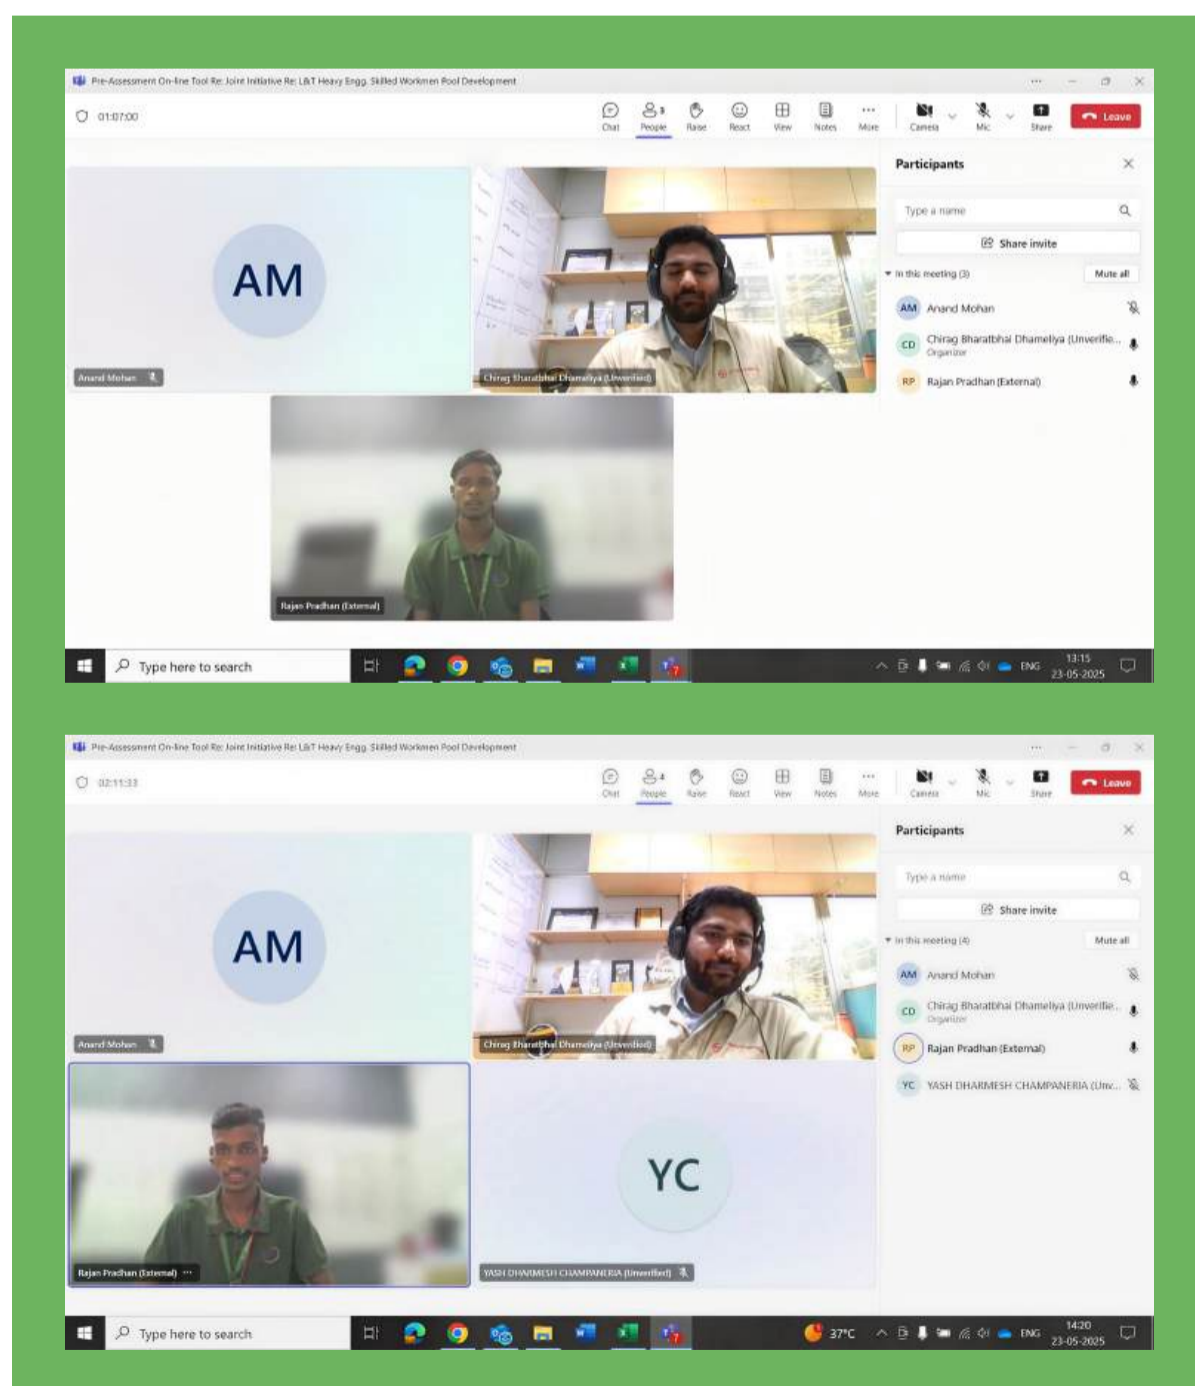 Pre-Assessment On-line Tool Re: Joint Initiative Re: L&T Heavy Engg. Skilled Workmen Pool Development
01:07:00
Chat
People 3
Raise
React
View
Notes
More
Camera
Mic
Share
Leave
AM
Anand Mohan
Chirag Bharatbhai Dhameliya (Unverified)
Rajan Pradhan (External)
Participants
Type a name
Share invite
In this meeting (3)
Mute all
AM Anand Mohan
CD Chirag Bharatbhai Dhameliya (Unverifie...
Organizer
RP Rajan Pradhan (External)
Type here to search
ENG
13:15
23-05-2025
Pre-Assessment On-line Tool Re: Joint Initiative Re: L&T Heavy Engg. Skilled Workmen Pool Development
02:11:33
Chat
People 4
Raise
React
View
Notes
More
Camera
Mic
Share
Leave
AM
Anand Mohan
Chirag Bharatbhai Dhameliya (Unverified)
Rajan Pradhan (External) ...
YC
YASH DHARMESH CHAMPANERIA (Unverified)
Participants
Type a name
Share invite
In this meeting (4)
Mute all
AM Anand Mohan
CD Chirag Bharatbhai Dhameliya (Unverifie...
Organizer
RP Rajan Pradhan (External)
YC YASH DHARMESH CHAMPANERIA (Unv...
Type here to search
37°C
ENG
14:20
23-05-2025